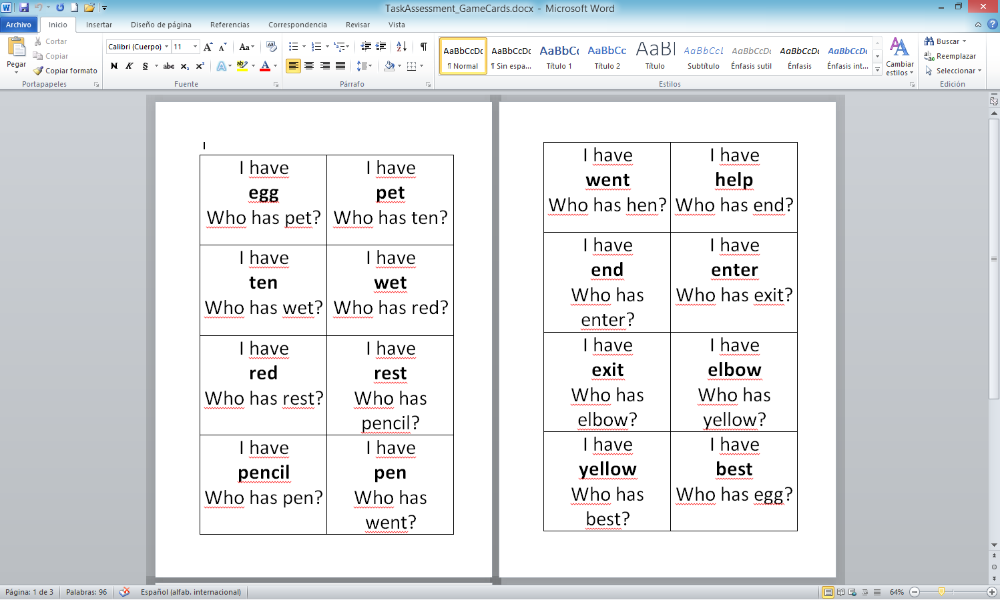 TaskAssessment_GameCards.docx - Microsoft Word
Archivo Inicio Insertar Diseño de página Referencias Correspondencia Revisar Vista
Pegar
Cortar
Copiar
Copiar formato
Portapapeles
Calibri (Cuerpo) 11
N K S abc x₂ x²
Fuente
Párrafo
AaBbCcDc AaBbCcDc AaBbCc AaBbCc AaBl AaBbCcL AaBbCcDc AaBbCcDc AaBbCcDc
¶ Normal ¶ Sin espa... Título 1 Título 2 Título Subtítulo Énfasis sutil Énfasis Énfasis int...
Estilos
Cambiar
estilos
Buscar
Reemplazar
Seleccionar
Edición
I have
egg
Who has pet?
I have
pet
Who has ten?
I have
ten
Who has wet?
I have
wet
Who has red?
I have
red
Who has rest?
I have
rest
Who has
pencil?
I have
pencil
Who has pen?
I have
pen
Who has
went?
I have
went
Who has hen?
I have
help
Who has end?
I have
end
Who has
enter?
I have
enter
Who has exit?
I have
exit
Who has
elbow?
I have
elbow
Who has
yellow?
I have
yellow
Who has
best?
I have
best
Who has egg?
Página: 1 de 3 Palabras: 96 Español (alfab. internacional) 64%